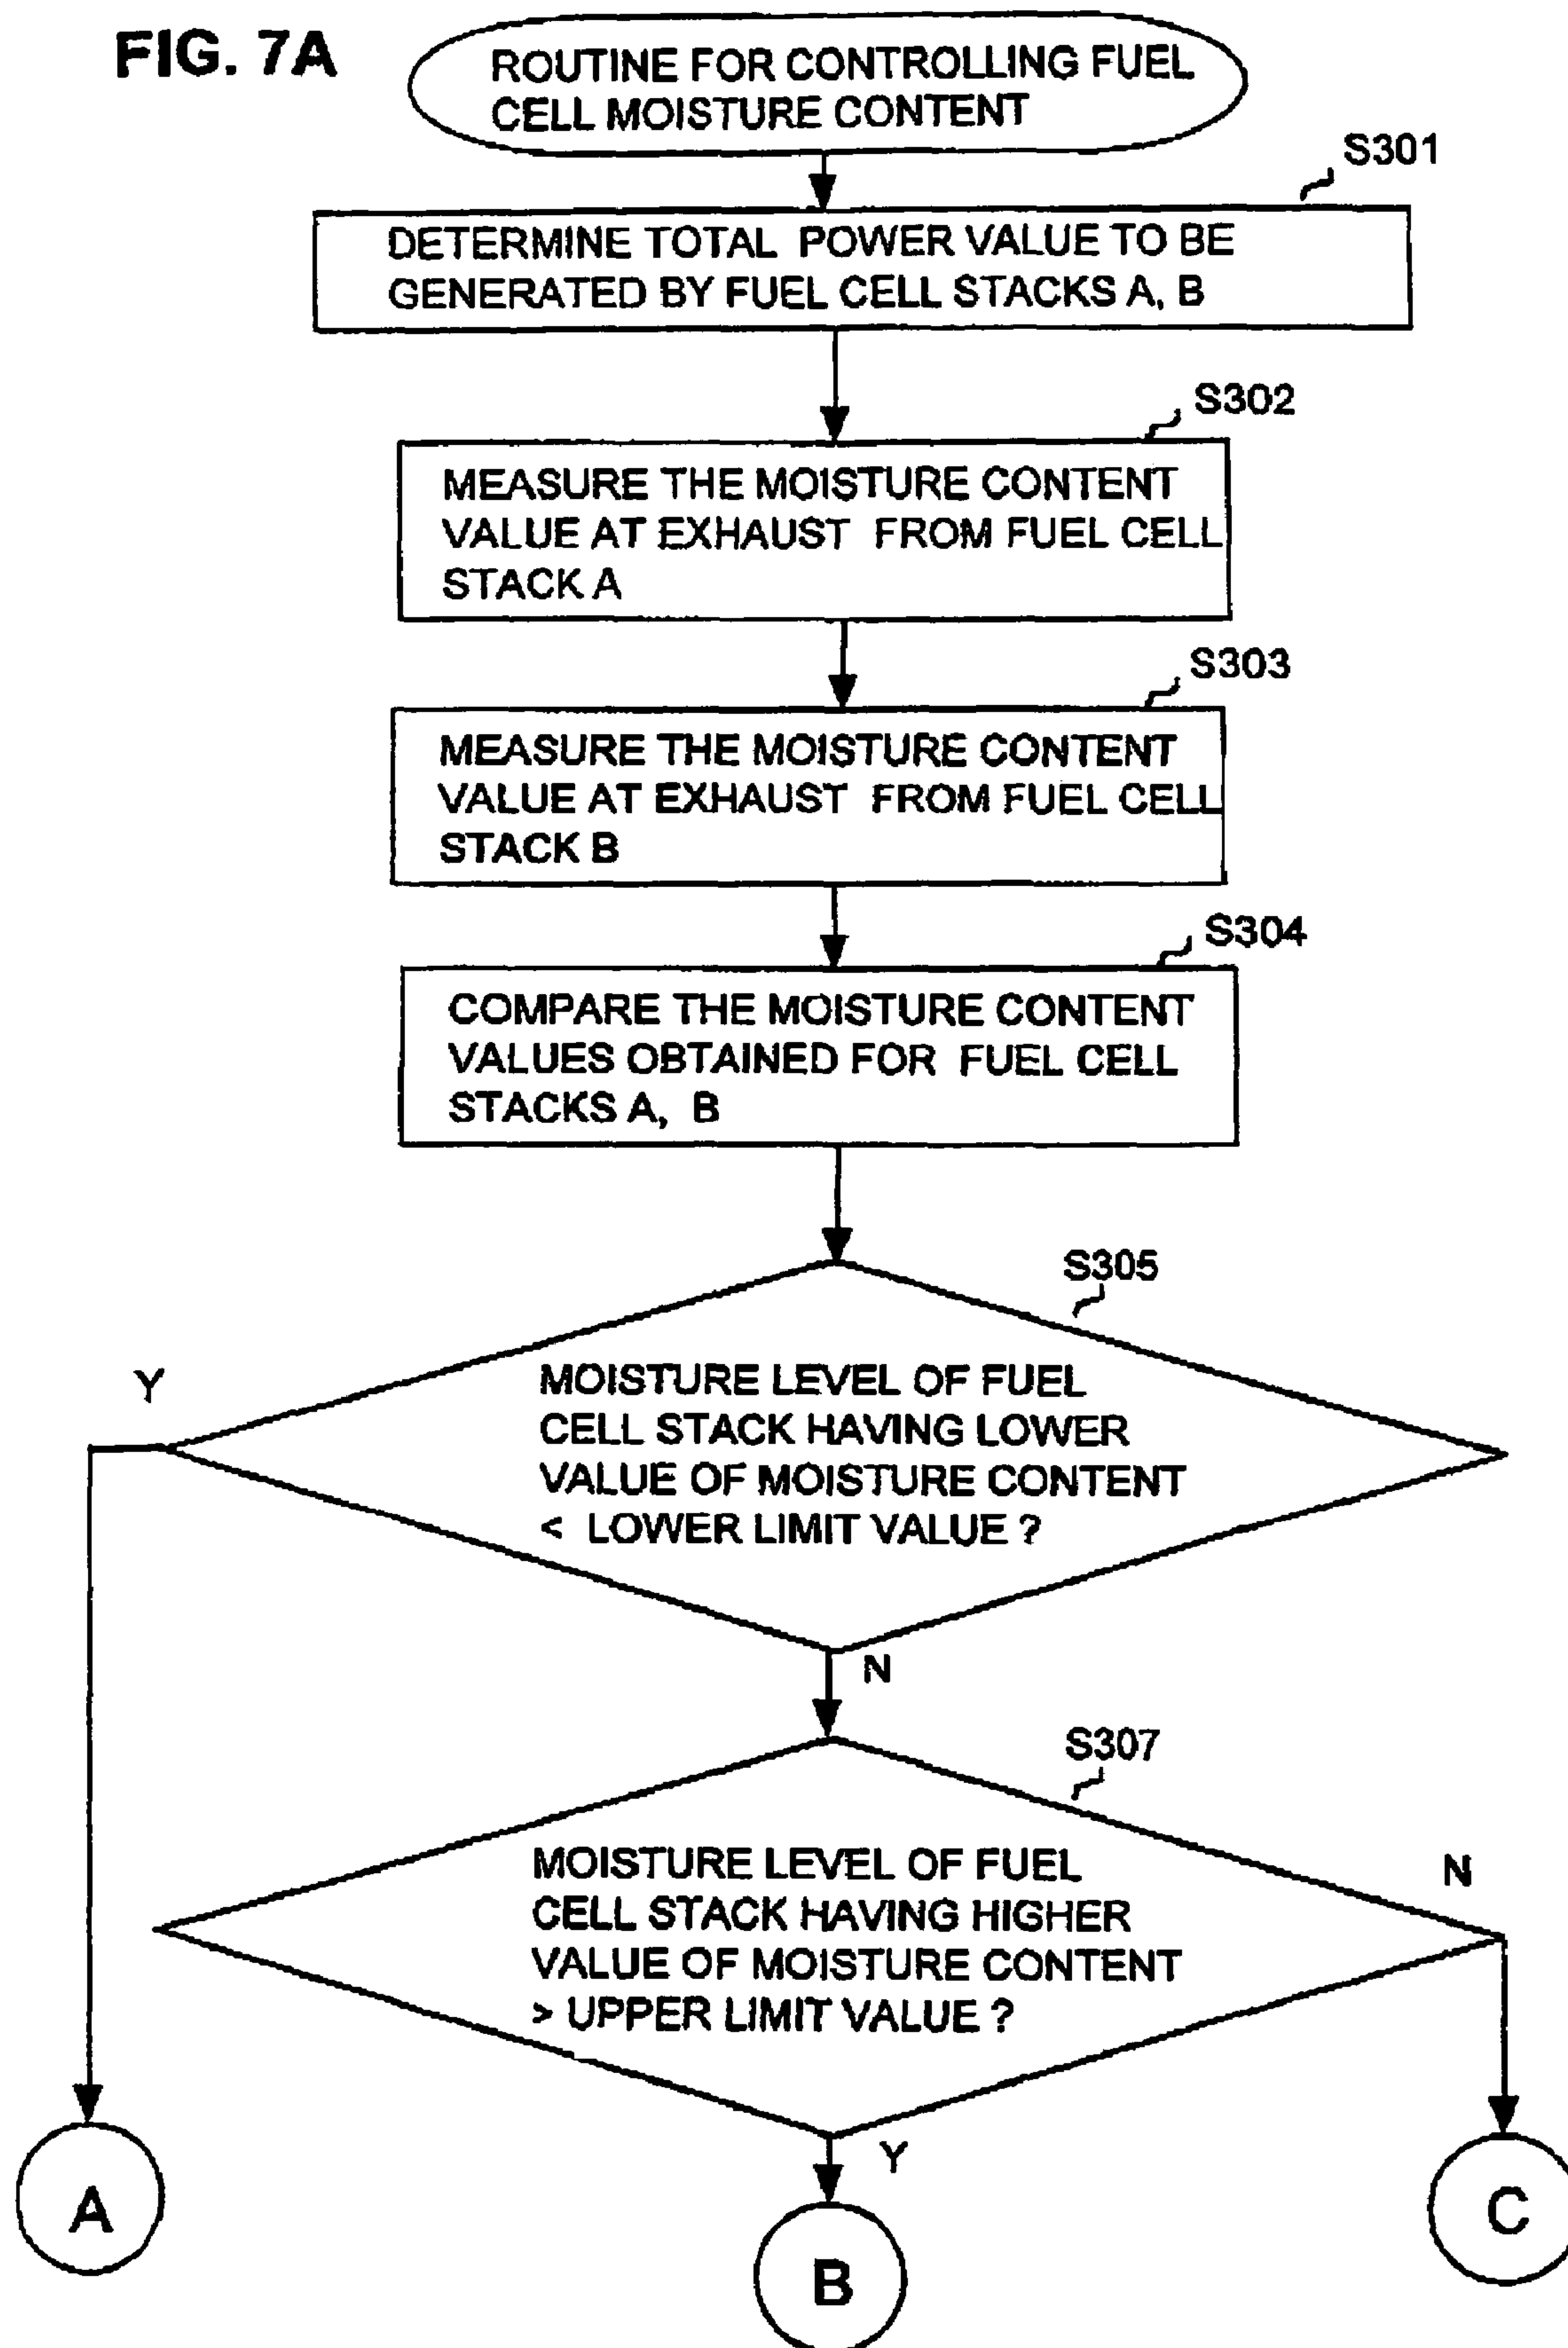 FIG. 7A
ROUTINE FOR CONTROLLING FUEL
CELL MOISTURE CONTENT
S301
DETERMINE TOTAL POWER VALUE TO BE
GENERATED BY FUEL CELL STACKS A, B
S302
MEASURE THE MOISTURE CONTENT
VALUE AT EXHAUST FROM FUEL CELL
STACK A
S303
MEASURE THE MOISTURE CONTENT
VALUE AT EXHAUST FROM FUEL CELL
STACK B
S304
COMPARE THE MOISTURE CONTENT
VALUES OBTAINED FOR FUEL CELL
STACKS A, B
S305
Y
MOISTURE LEVEL OF FUEL
CELL STACK HAVING LOWER
VALUE OF MOISTURE CONTENT
< LOWER LIMIT VALUE ?
N
S307
MOISTURE LEVEL OF FUEL
CELL STACK HAVING HIGHER
VALUE OF MOISTURE CONTENT
> UPPER LIMIT VALUE ?
N
Y
A
B
C